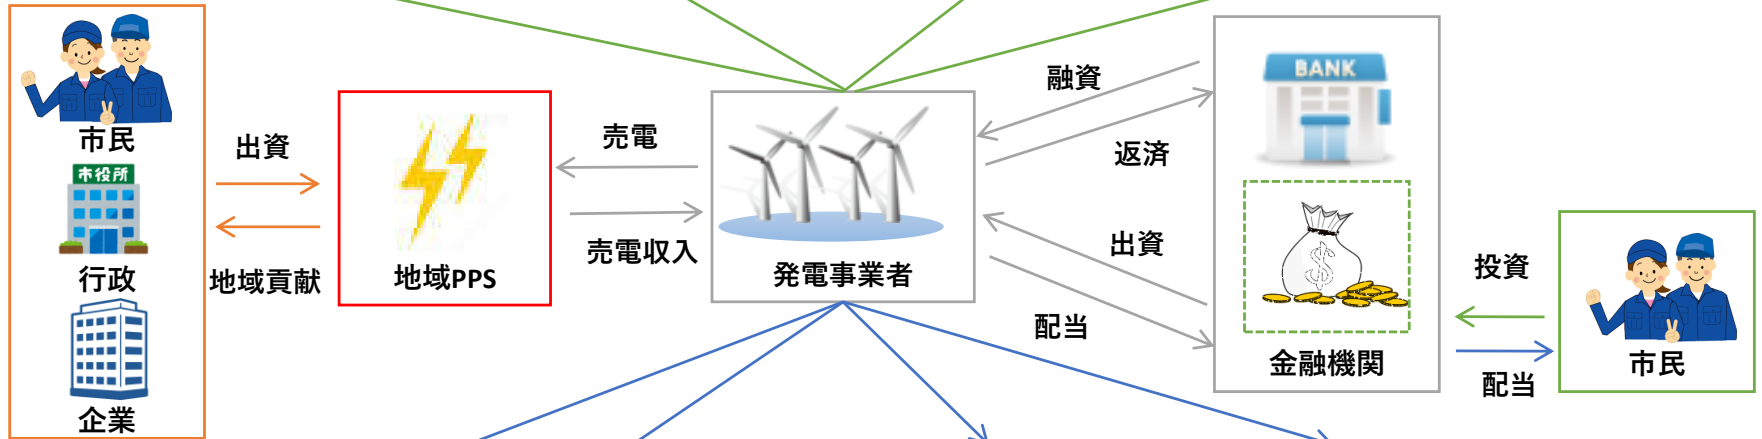 市民
市役所
行政
企業
出資
地域貢献
地域PPS
売電
売電収入
発電事業者
融資
返済
出資
配当
BANK
$
金融機関
投資
配当
市民